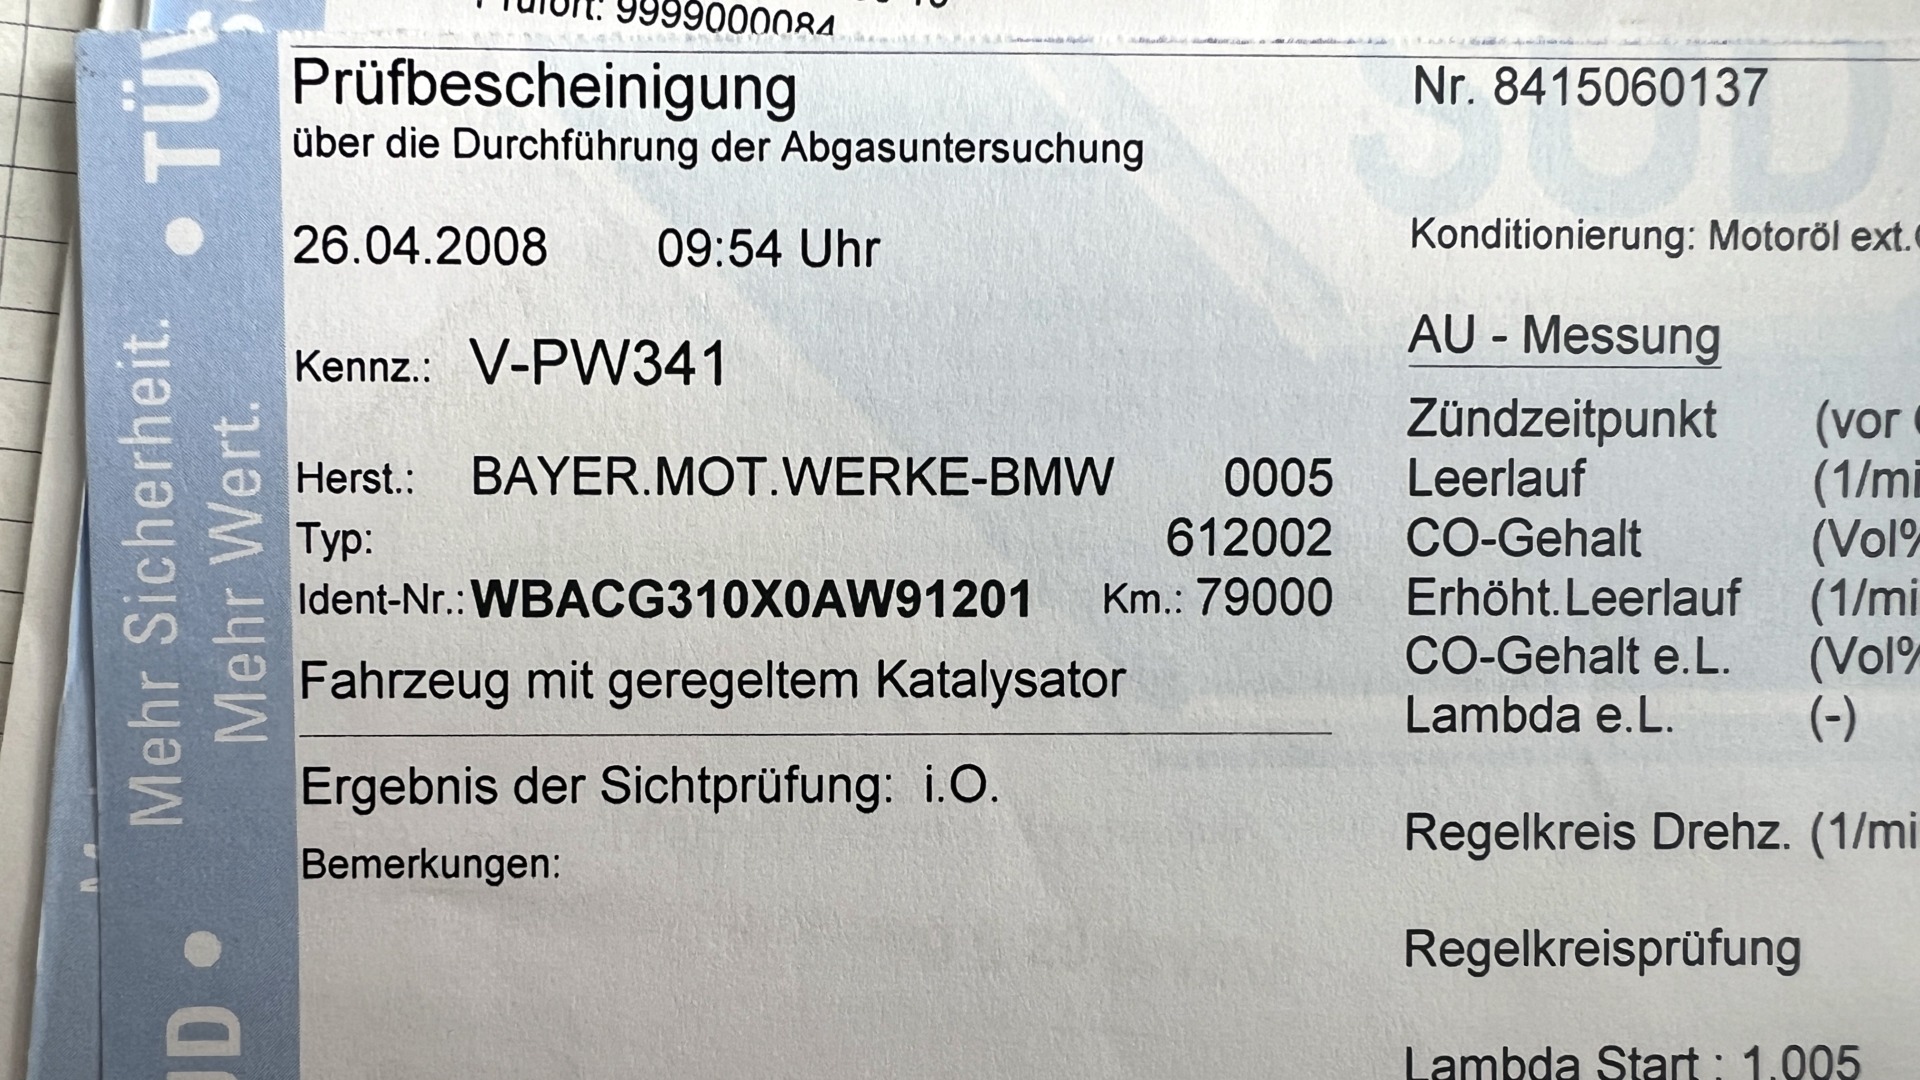 Prüfort: 9999000084
Prüfbescheinigung
über die Durchführung der Abgasuntersuchung
26.04.2008 09:54 Uhr
Kennz.: V-PW341
Herst.: BAYER.MOT.WERKE-BMW 0005
Typ: 612002
Ident-Nr.: WBACG310X0AW91201 Km.: 79000
Fahrzeug mit geregeltem Katalysator
Ergebnis der Sichtprüfung: i.O.
Bemerkungen:
Nr. 8415060137
Konditionierung: Motoröl ext.
AU - Messung
Zündzeitpunkt (vor
Leerlauf (1/mi
CO-Gehalt (Vol%
Erhöht.Leerlauf (1/mi
CO-Gehalt e.L. (Vol%
Lambda e.L. (-)
Regelkreis Drehz. (1/mi
Regelkreisprüfung
Lambda Start : 1.005
TÜV
Mehr Sicherheit.
Mehr Wert.
SÜD